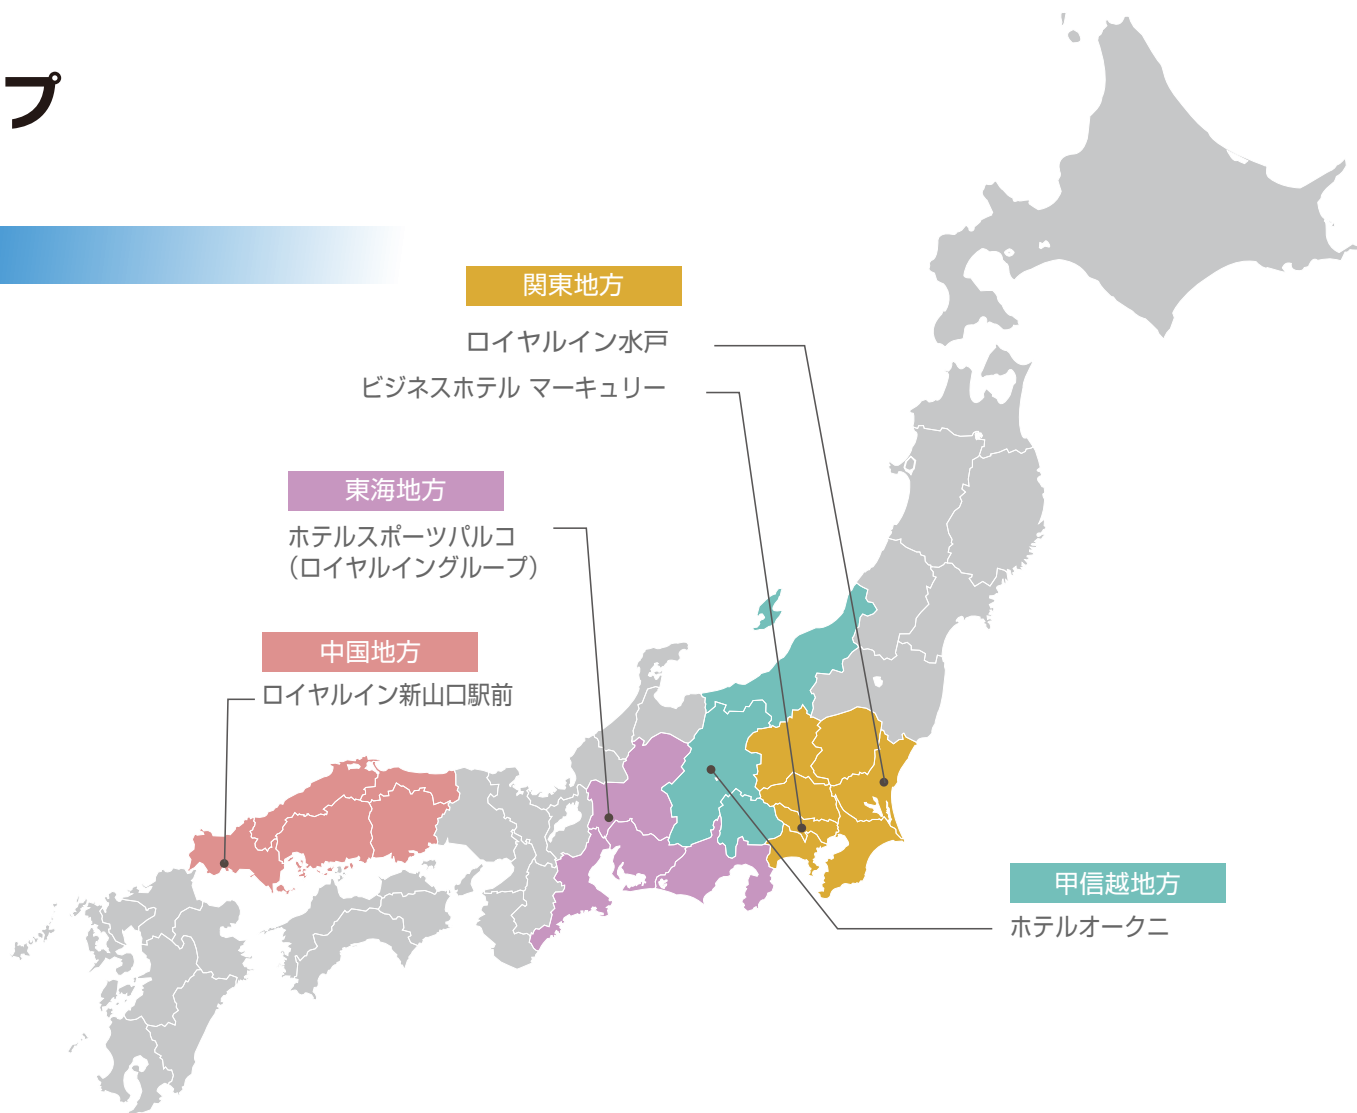 プ
関東地方
ロイヤルイン水戸
ビジネスホテル マーキュリー
東海地方
ホテルスポーツパルコ
（ロイヤルイングループ）
中国地方
ロイヤルイン新山口駅前
甲信越地方
ホテルオークニ